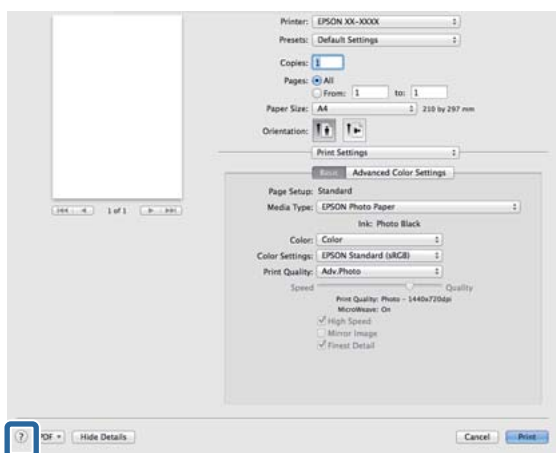 Printer: EPSON XX-XXXX
Presets: Default Settings
Copies: 1
Pages: All
From: 1 to: 1
Paper Size: A4 210 by 297 mm
Orientation:
Print Settings
Basic Advanced Color Settings
Page Setup: Standard
Media Type: EPSON Photo Paper
Ink: Photo Black
1 of 1
Color: Color
Color Settings: EPSON Standard (sRGB)
Print Quality: Adv.Photo
Speed Quality
Print Quality: Photo - 1440x720dpi
MicroWeave: On
High Speed
Mirror Image
Finest Detail
? PDF Hide Details Cancel Print